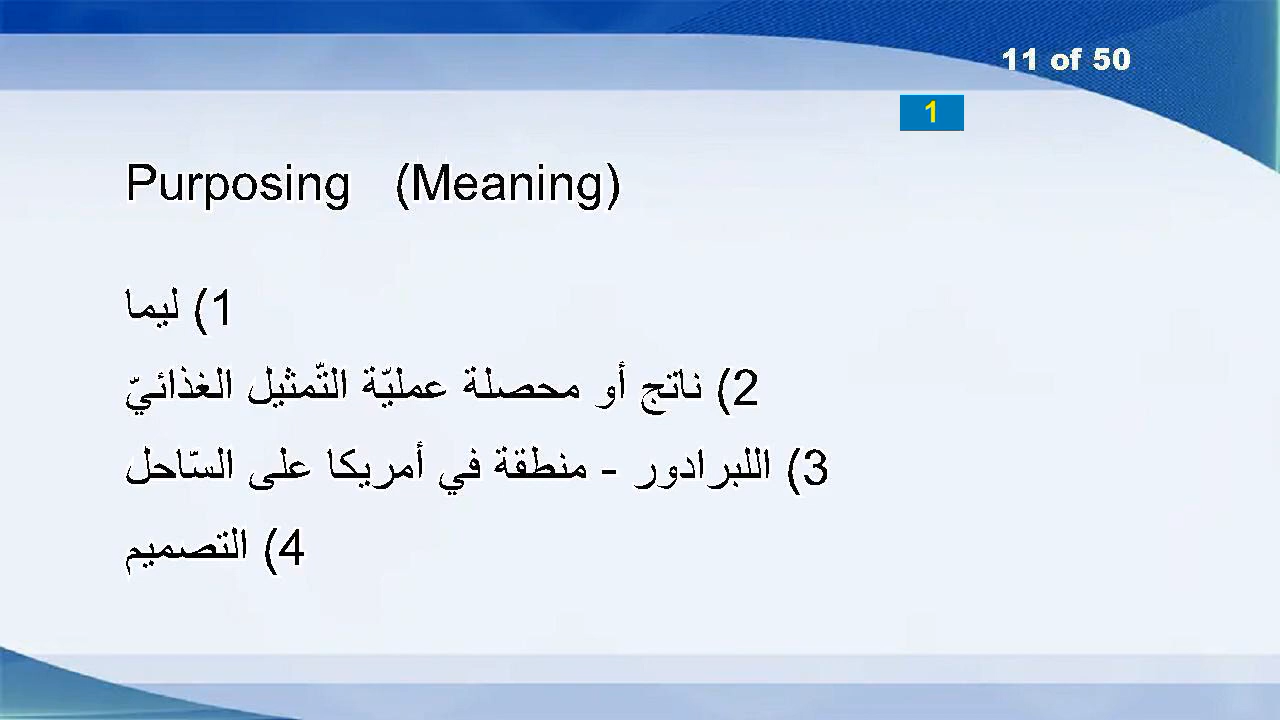 11 of 50
1
Purposing (Meaning)
1) ليما
2) ناتج أو محصلة عمليّة التّمثيل الغذائيّ
3) اللبرادور - منطقة في أمريكا على السّاحل
4) التصميم